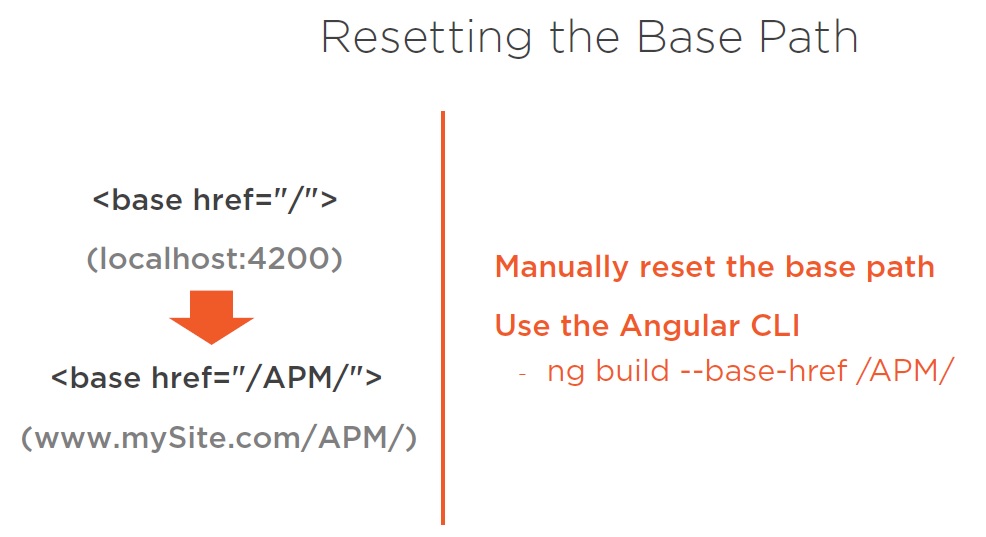 Resetting the Base Path
<base href="/">
(localhost:4200)
<base href="/APM/">
(www.mySite.com/APM/)
Manually reset the base path
Use the Angular CLI
- ng build --base-href /APM/